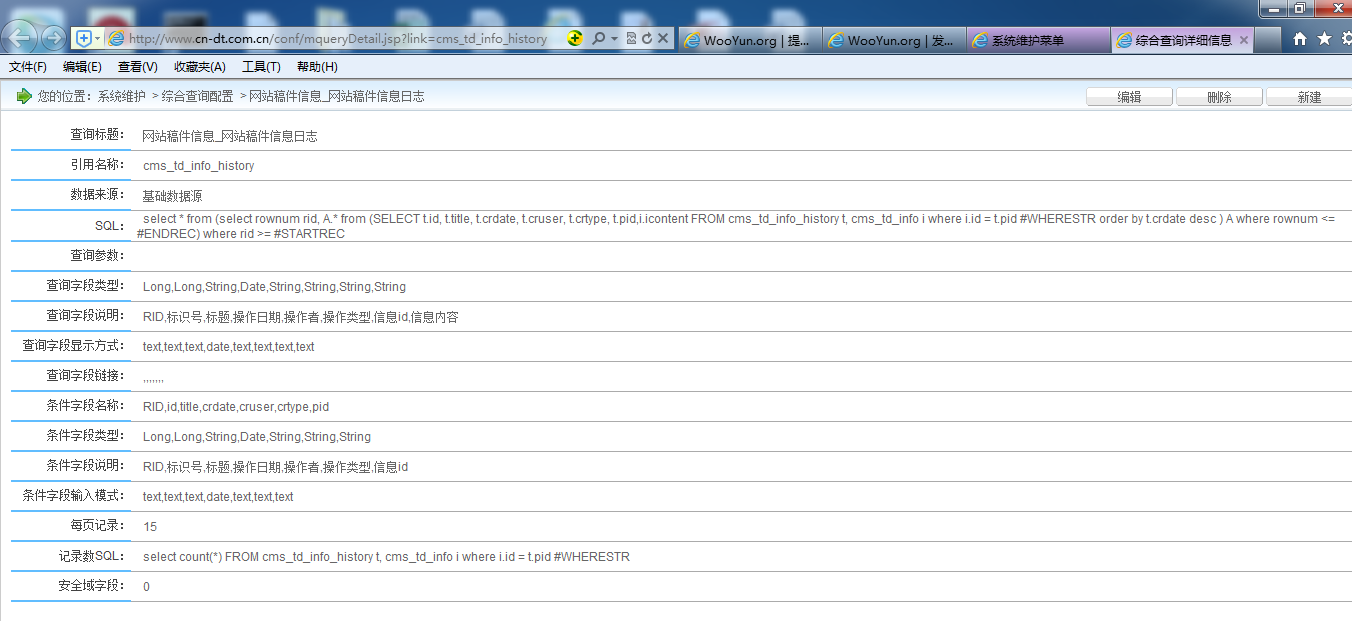 http://www.cn-dt.com.cn/conf/mqueryDetail.jsp?link=cms_td_info_history
WooYun.org | 提...
WooYun.org | 发...
系统维护菜单
综合查询详细信息
文件(F) 编辑(E) 查看(V) 收藏夹(A) 工具(T) 帮助(H)
您的位置：系统维护 >综合查询配置 >网站稿件信息_网站稿件信息日志
编辑 删除 新建
查询标题： 网站稿件信息_网站稿件信息日志
引用名称： cms_td_info_history
数据来源： 基础数据源
SQL： select * from (select rownum rid, A.* from (SELECT t.id, t.title, t.crdate, t.cruser, t.crtype, t.pid,i.icontent FROM cms_td_info_history t, cms_td_info i where i.id = t.pid #WHERESTR order by t.crdate desc ) A where rownum <=
#ENDREC) where rid >= #STARTREC
查询参数：
查询字段类型： Long,Long,String,Date,String,String,String,String
查询字段说明： RID,标识号,标题,操作日期,操作者,操作类型,信息id,信息内容
查询字段显示方式： text,text,text,date,text,text,text,text
查询字段链接： ,,,,,,,
条件字段名称： RID,id,title,crdate,cruser,crtype,pid
条件字段类型： Long,Long,String,Date,String,String,String
条件字段说明： RID,标识号,标题,操作日期,操作者,操作类型,信息id
条件字段输入模式： text,text,text,date,text,text,text
每页记录： 15
记录数SQL： select count(*) FROM cms_td_info_history t, cms_td_info i where i.id = t.pid #WHERESTR
安全域字段： 0